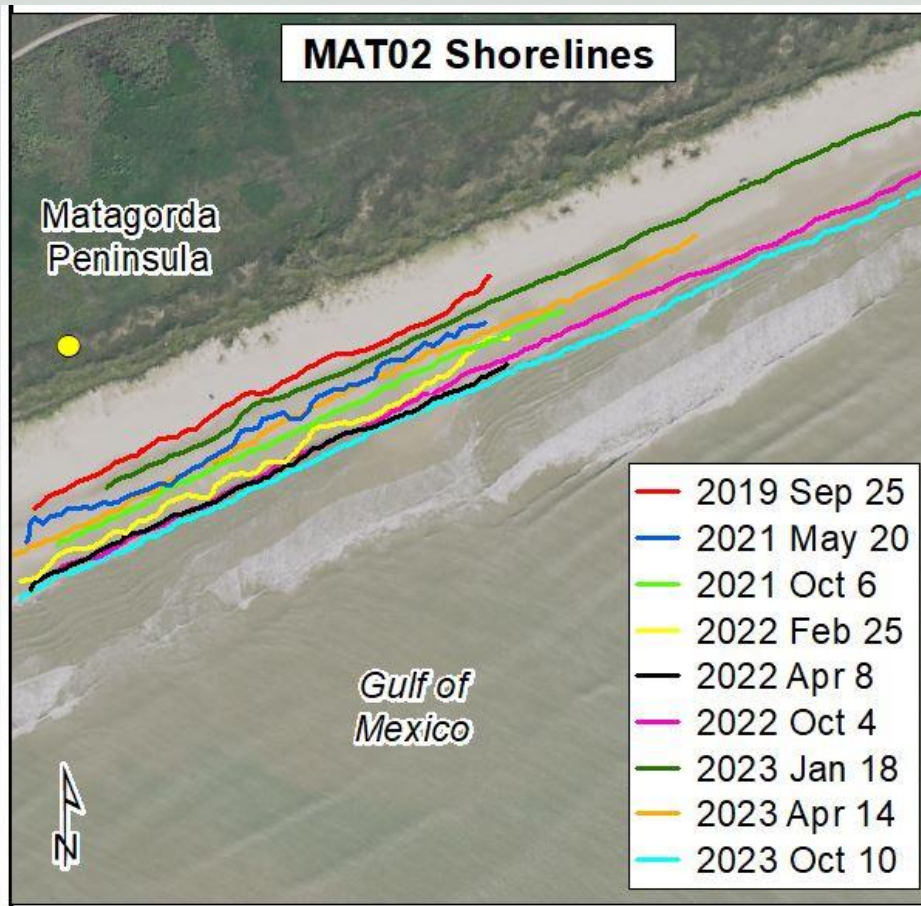 MAT02 Shorelines
Matagorda
Peninsula
Gulf of
Mexico
N
2019 Sep 25
2021 May 20
2021 Oct 6
2022 Feb 25
2022 Apr 8
2022 Oct 4
2023 Jan 18
2023 Apr 14
2023 Oct 10